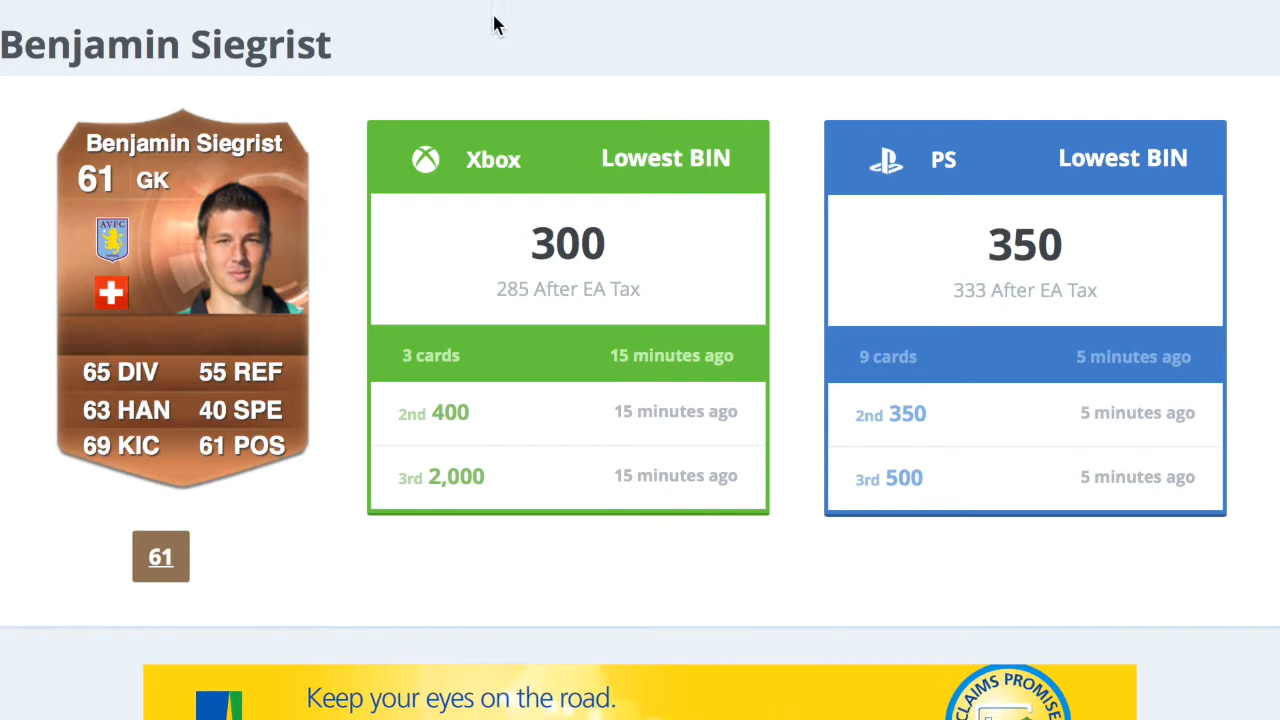 Benjamin Siegrist
Benjamin Siegrist
61 GK
AVFC
65 DIV 55 REF
63 HAN 40 SPE
69 KIC 61 POS
61
Xbox Lowest BIN
300
285 After EA Tax
3 cards 15 minutes ago
2nd 400 15 minutes ago
3rd 2,000 15 minutes ago
PS Lowest BIN
350
333 After EA Tax
9 cards 5 minutes ago
2nd 350 5 minutes ago
3rd 500 5 minutes ago
Keep your eyes on the road.
CLAIMS PROMISE